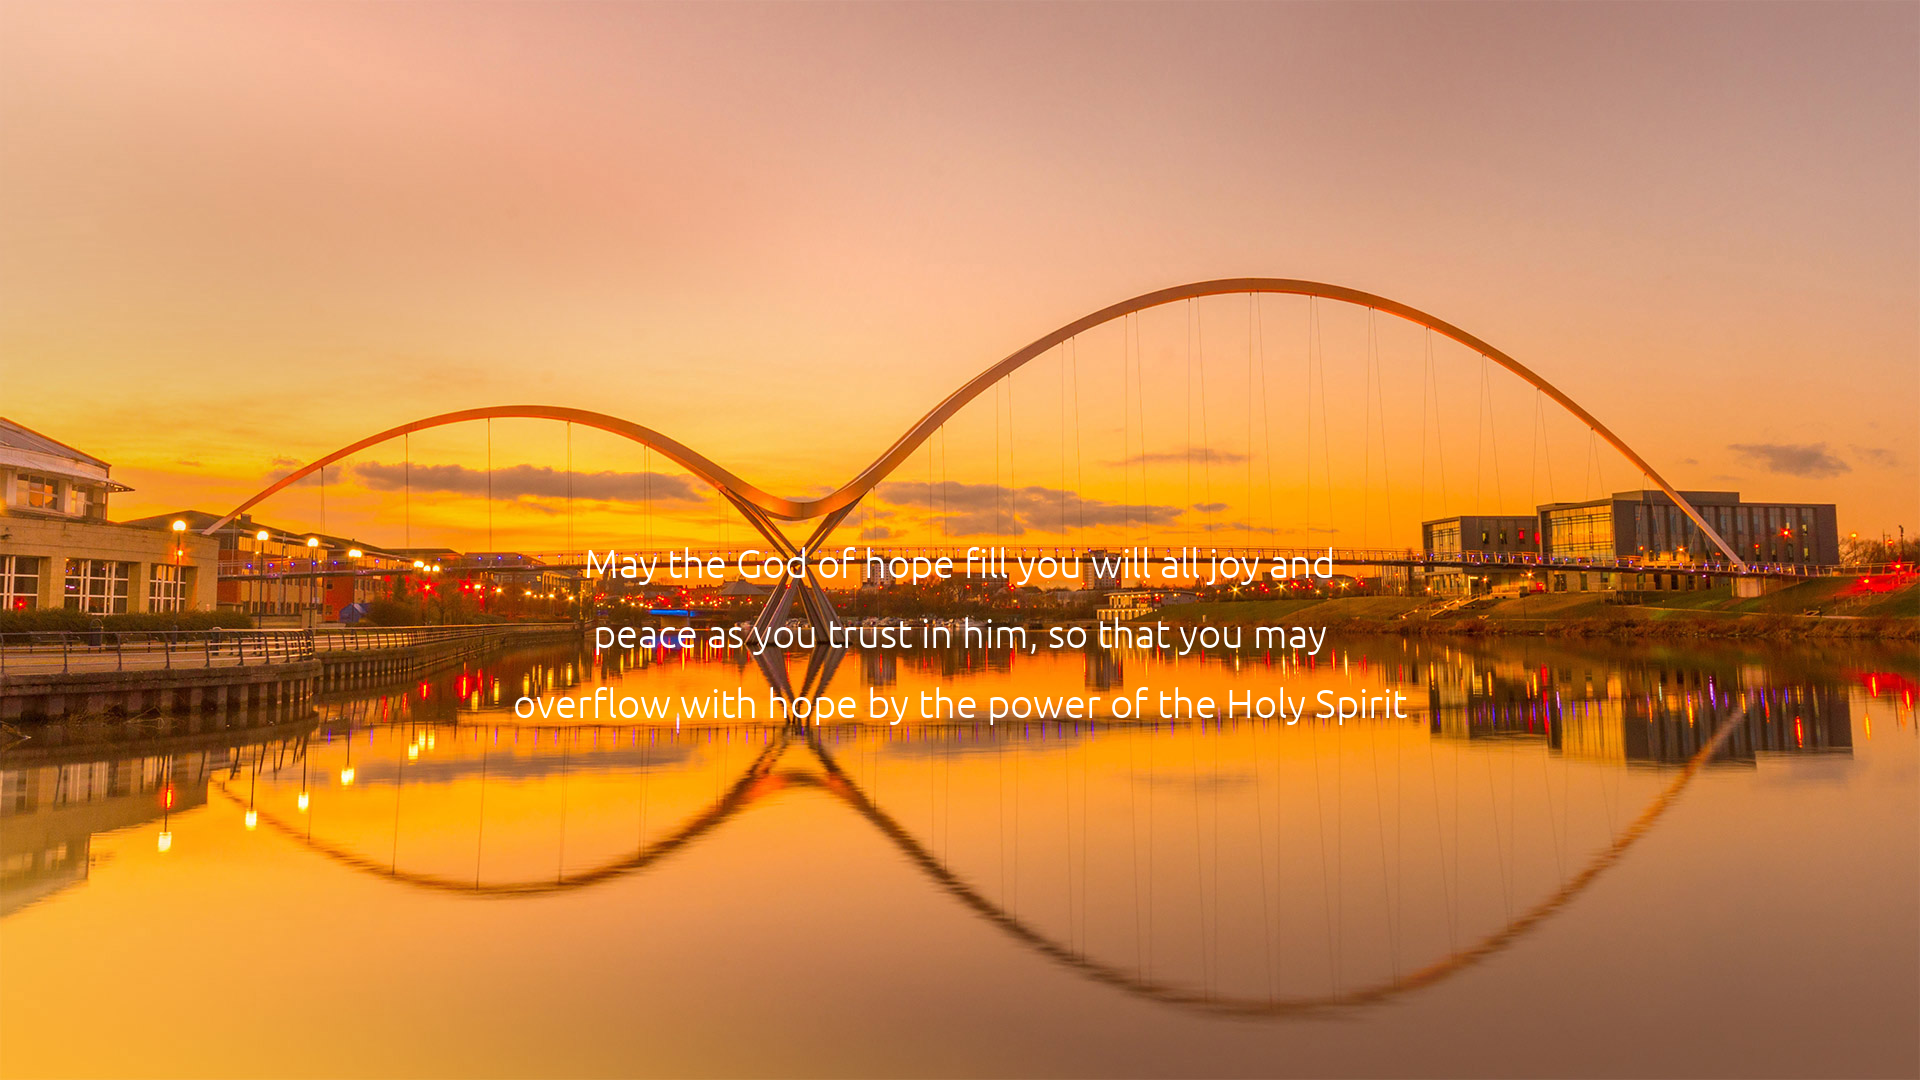 May the God of hope fill you will all joy and
peace as you trust in him, so that you may
overflow with hope by the power of the Holy Spirit